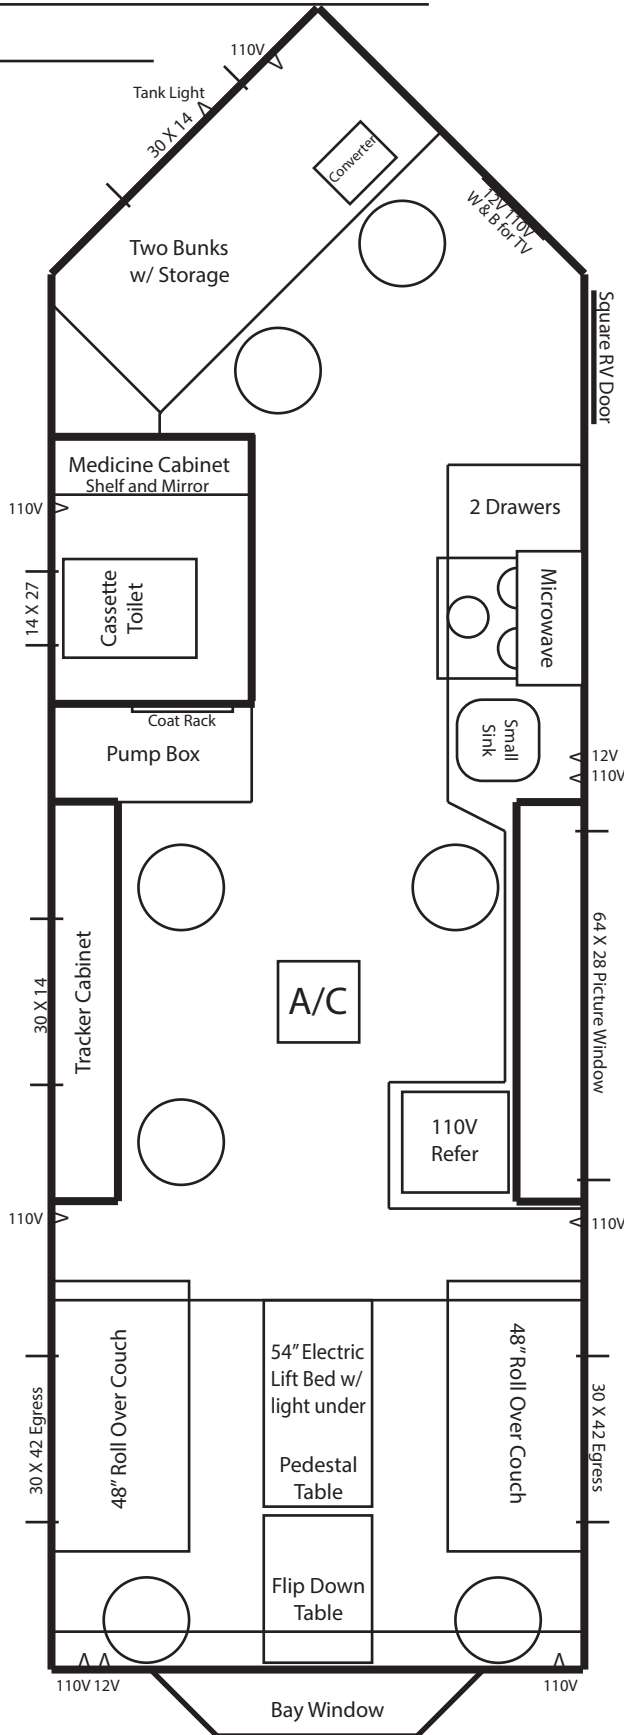 110V
Tank Light
30 X 14
Converter
12V 110V
W & B for TV
Two Bunks
w/ Storage
Square RV Door
Medicine Cabinet
Shelf and Mirror
110V
2 Drawers
14 X 27
Cassette
Toilet
Microwave
Coat Rack
Pump Box
Small
Sink
12V
110V
30 X 14
Tracker Cabinet
A/C
64 X 28 Picture Window
110V
Refer
110V
110V
30 X 42 Egress
48" Roll Over Couch
54" Electric
Lift Bed w/
light under
Pedestal
Table
48" Roll Over Couch
30 X 42 Egress
Flip Down
Table
110V 12V
110V
Bay Window